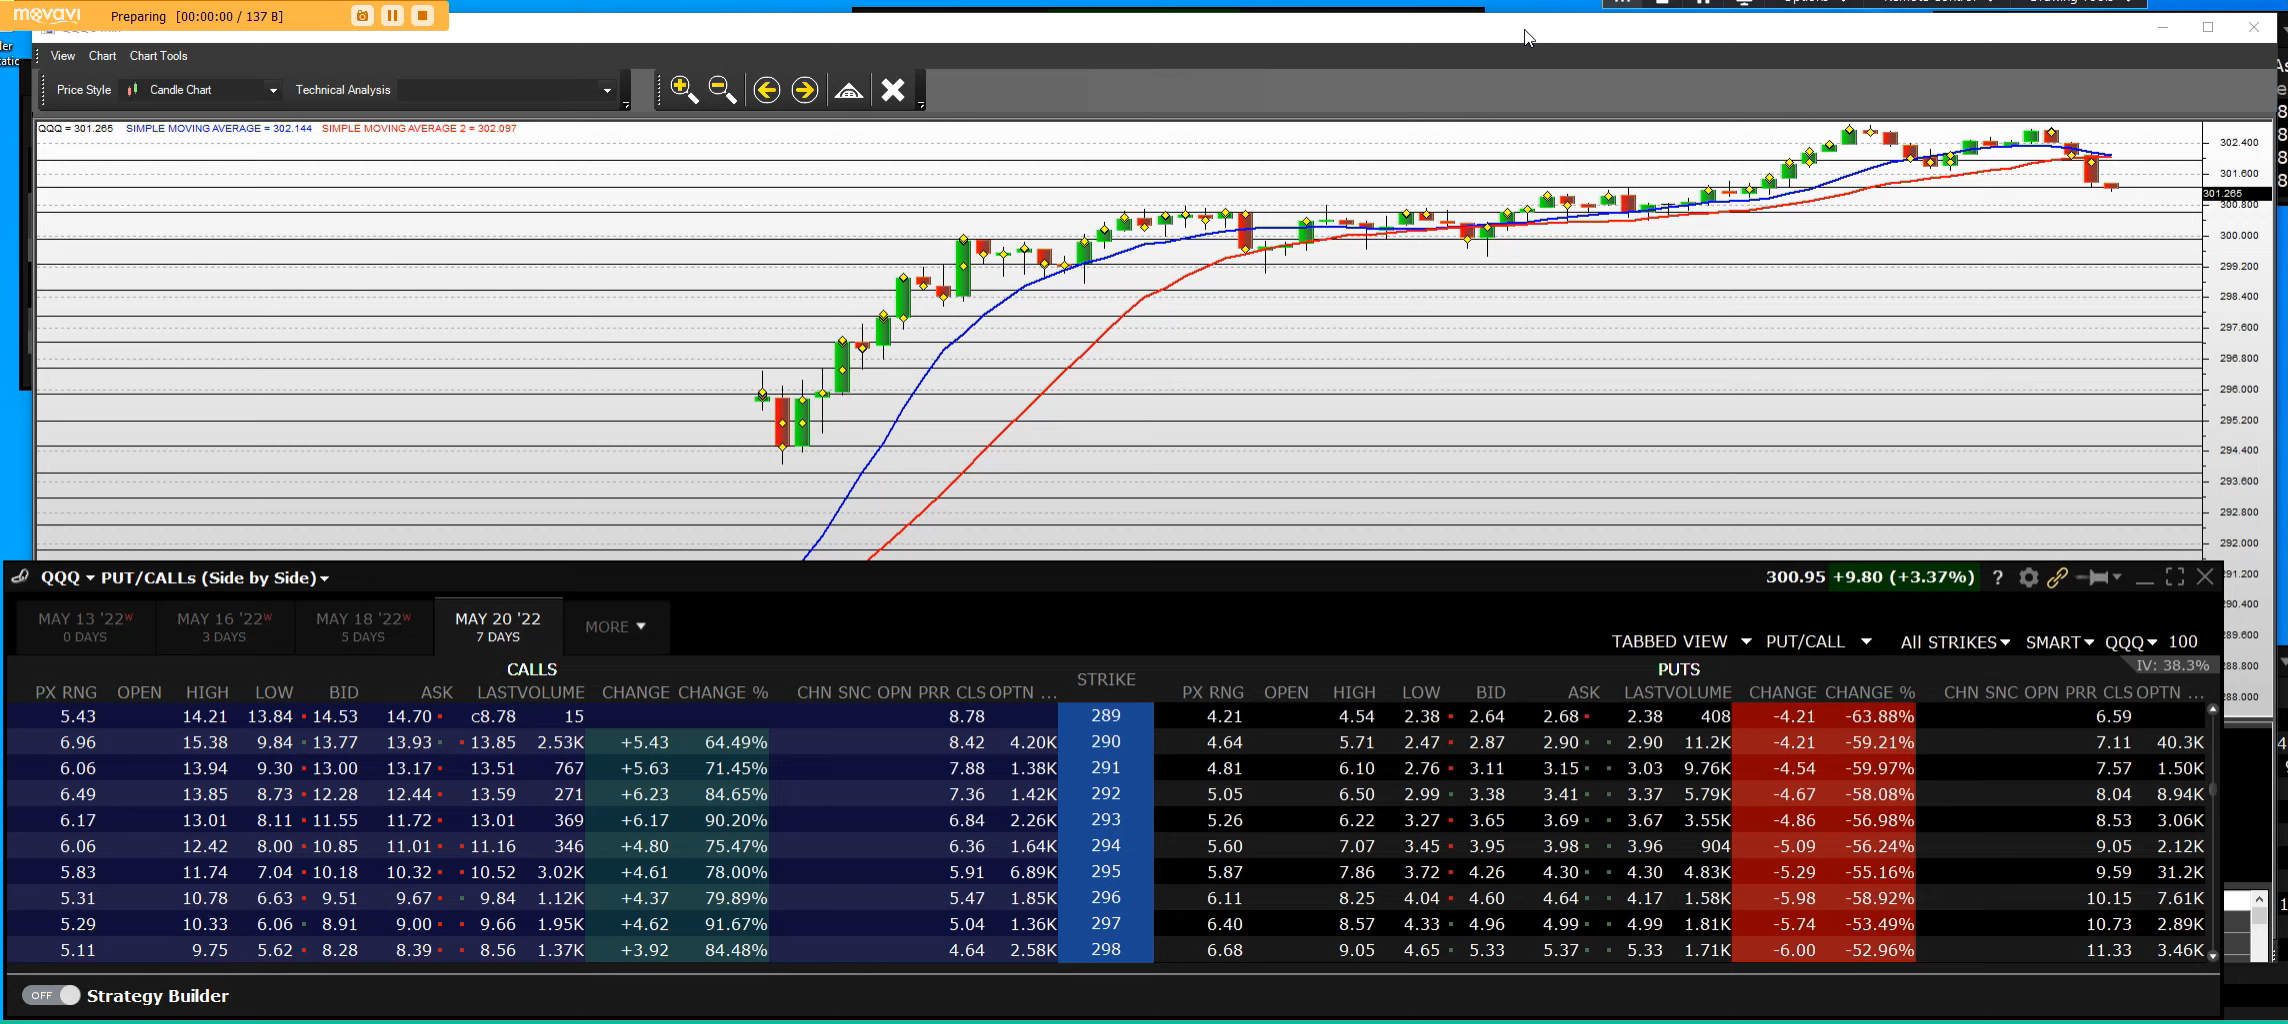 movavi Preparing [00:00:00 / 137 B]
View Chart Chart Tools
Price Style Candle Chart Technical Analysis
QQQ = 301.265 SIMPLE MOVING AVERAGE = 302.144 SIMPLE MOVING AVERAGE 2 = 302.097
302.400
301.600
301.265
300.800
300.000
299.200
298.400
297.600
296.800
296.000
295.200
294.400
293.600
292.800
292.000
291.200
QQQ PUT/CALLs (Side by Side) 300.95 +9.80 (+3.37%) ?
MAY 13 '22W MAY 16 '22W MAY 18 '22W MAY 20 '22 MORE
0 DAYS 3 DAYS 5 DAYS 7 DAYS
TABBED VIEW PUT/CALL All STRIKES SMART QQQ 100
CALLS STRIKE PUTS IV: 38.3%
PX RNG OPEN HIGH LOW BID ASK LAST VOLUME CHANGE CHANGE % CHN SNC OPN PRR CLS OPTN ... PX RNG OPEN HIGH LOW BID ASK LAST VOLUME CHANGE CHANGE % CHN SNC OPN PRR CLS OPTN ...
5.43 14.21 13.84 14.53 14.70 C8.78 15 8.78 289 4.21 4.54 2.38 2.64 2.68 2.38 408 -4.21 -63.88% 6.59
6.96 15.38 9.84 13.77 13.93 13.85 2.53K +5.43 64.49% 8.42 4.20K 290 4.64 5.71 2.47 2.87 2.90 2.90 11.2K -4.21 -59.21% 7.11 40.3K
6.06 13.94 9.30 13.00 13.17 13.51 767 +5.63 71.45% 7.88 1.38K 291 4.81 6.10 2.76 3.11 3.15 3.03 9.76K -4.54 -59.97% 7.57 1.50K
6.49 13.85 8.73 12.28 12.44 13.59 271 +6.23 84.65% 7.36 1.42K 292 5.05 6.50 2.99 3.38 3.41 3.37 5.79K -4.67 -58.08% 8.04 8.94K
6.17 13.01 8.11 11.55 11.72 13.01 369 +6.17 90.20% 6.84 2.26K 293 5.26 6.22 3.27 3.65 3.69 3.67 3.55K -4.86 -56.98% 8.53 3.06K
6.06 12.42 8.00 10.85 11.01 11.16 346 +4.80 75.47% 6.36 1.64K 294 5.60 7.07 3.45 3.95 3.98 3.96 904 -5.09 -56.24% 9.05 2.12K
5.83 11.74 7.04 10.18 10.32 10.52 3.02K +4.61 78.00% 5.91 6.89K 295 5.87 7.86 3.72 4.26 4.30 4.30 4.83K -5.29 -55.16% 9.59 31.2K
5.31 10.78 6.63 9.51 9.67 9.84 1.12K +4.37 79.89% 5.47 1.85K 296 6.11 8.25 4.04 4.60 4.64 4.17 1.58K -5.98 -58.92% 10.15 7.61K
5.29 10.33 6.06 8.91 9.00 9.66 1.95K +4.62 91.67% 5.04 1.36K 297 6.40 8.57 4.33 4.96 4.99 4.99 1.81K -5.74 -53.49% 10.73 2.89K
5.11 9.75 5.62 8.28 8.39 8.56 1.37K +3.92 84.48% 4.64 2.58K 298 6.68 9.05 4.65 5.33 5.37 5.33 1.71K -6.00 -52.96% 11.33 3.46K
OFF Strategy Builder